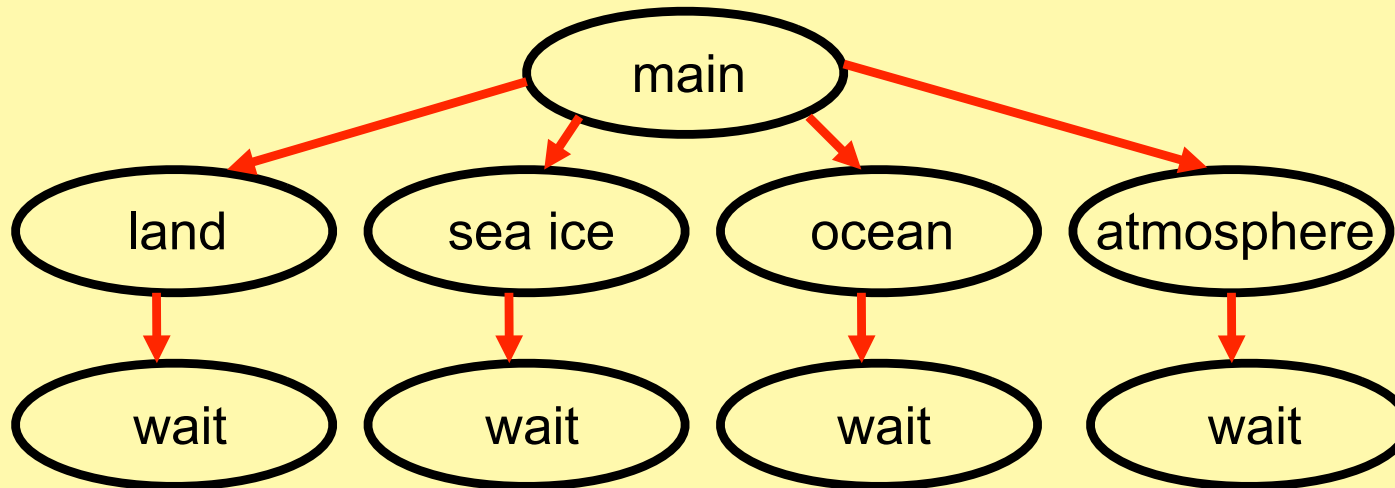 main
land
sea ice
ocean
atmosphere
wait
wait
wait
wait